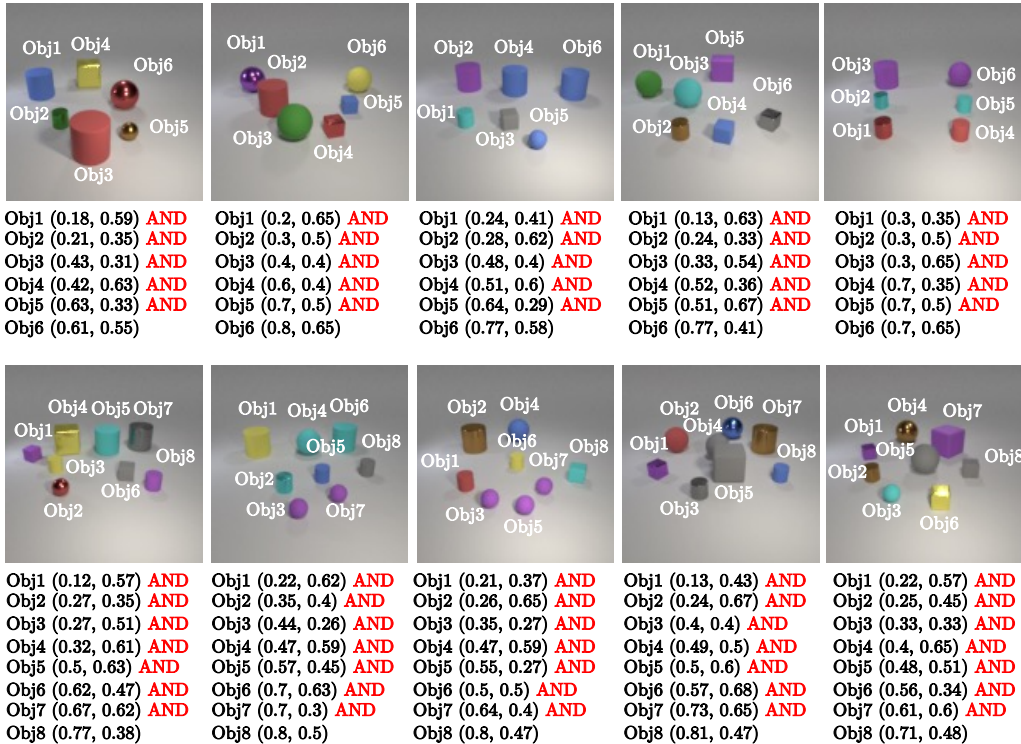 Obj1 Obj4 Obj6
Obj2 Obj5
Obj3
Obj1 (0.18, 0.59) AND
Obj2 (0.21, 0.35) AND
Obj3 (0.43, 0.31) AND
Obj4 (0.42, 0.63) AND
Obj5 (0.63, 0.33) AND
Obj6 (0.61, 0.55)
Obj1 Obj6
Obj2
Obj5
Obj3
Obj4
Obj1 (0.2, 0.65) AND
Obj2 (0.3, 0.5) AND
Obj3 (0.4, 0.4) AND
Obj4 (0.6, 0.4) AND
Obj5 (0.7, 0.5) AND
Obj6 (0.8, 0.65)
Obj2 Obj4 Obj6
Obj1
Obj3
Obj5
Obj1 (0.24, 0.41) AND
Obj2 (0.28, 0.62) AND
Obj3 (0.48, 0.4) AND
Obj4 (0.51, 0.6) AND
Obj5 (0.64, 0.29) AND
Obj6 (0.77, 0.58)
Obj5
Obj1
Obj3
Obj6
Obj4
Obj2
Obj1 (0.13, 0.63) AND
Obj2 (0.24, 0.33) AND
Obj3 (0.33, 0.54) AND
Obj4 (0.52, 0.36) AND
Obj5 (0.51, 0.67) AND
Obj6 (0.77, 0.41)
Obj3 Obj6
Obj2 Obj5
Obj1 Obj4
Obj1 (0.3, 0.35) AND
Obj2 (0.3, 0.5) AND
Obj3 (0.3, 0.65) AND
Obj4 (0.7, 0.35) AND
Obj5 (0.7, 0.5) AND
Obj6 (0.7, 0.65)
Obj4 Obj5 Obj7
Obj1
Obj8
Obj3
Obj6
Obj2
Obj1 (0.12, 0.57) AND
Obj2 (0.27, 0.35) AND
Obj3 (0.27, 0.51) AND
Obj4 (0.32, 0.61) AND
Obj5 (0.5, 0.63) AND
Obj6 (0.62, 0.47) AND
Obj7 (0.67, 0.62) AND
Obj8 (0.77, 0.38)
Obj1 Obj4 Obj6
Obj5 Obj8
Obj2
Obj3 Obj7
Obj1 (0.22, 0.62) AND
Obj2 (0.35, 0.4) AND
Obj3 (0.44, 0.26) AND
Obj4 (0.47, 0.59) AND
Obj5 (0.57, 0.45) AND
Obj6 (0.7, 0.63) AND
Obj7 (0.7, 0.3) AND
Obj8 (0.8, 0.5)
Obj2 Obj4
Obj6 Obj8
Obj1 Obj7
Obj3
Obj5
Obj1 (0.21, 0.37) AND
Obj2 (0.26, 0.65) AND
Obj3 (0.35, 0.27) AND
Obj4 (0.47, 0.59) AND
Obj5 (0.55, 0.27) AND
Obj6 (0.5, 0.5) AND
Obj7 (0.64, 0.4) AND
Obj8 (0.8, 0.47)
Obj6
Obj2 Obj7
Obj4
Obj1 Obj8
Obj5
Obj3
Obj1 (0.13, 0.43) AND
Obj2 (0.24, 0.67) AND
Obj3 (0.4, 0.4) AND
Obj4 (0.49, 0.5) AND
Obj5 (0.5, 0.6) AND
Obj6 (0.57, 0.68) AND
Obj7 (0.73, 0.65) AND
Obj8 (0.81, 0.47)
Obj4 Obj7
Obj1
Obj5 Obj8
Obj2
Obj3
Obj6
Obj1 (0.22, 0.57) AND
Obj2 (0.25, 0.45) AND
Obj3 (0.33, 0.33) AND
Obj4 (0.4, 0.65) AND
Obj5 (0.48, 0.51) AND
Obj6 (0.56, 0.34) AND
Obj7 (0.61, 0.6) AND
Obj8 (0.71, 0.48)